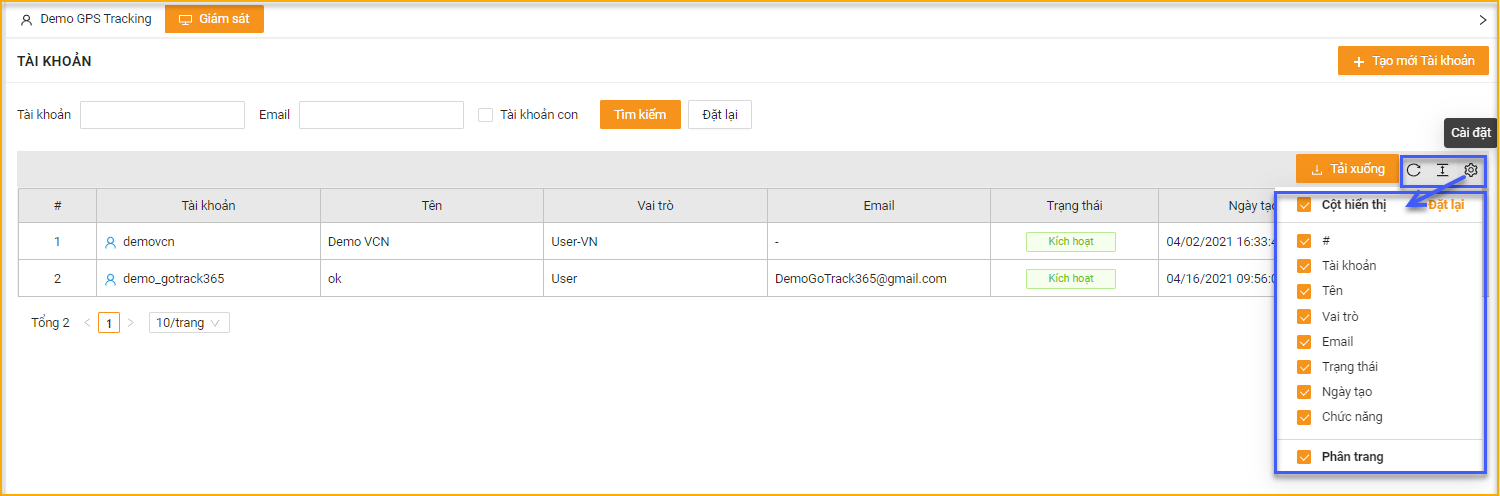 Demo GPS Tracking Giám sát
TÀI KHOẢN
Tạo mới Tài khoản
Tài khoản Email Tài khoản con Tìm kiếm Đặt lại
Cài đặt
Tải xuống
# Tài khoản Tên Vai trò Email Trạng thái Ngày tạo
1 demovcn Demo VCN User-VN - Kích hoạt 04/02/2021 16:33:4
2 demo_gotrack365 ok User DemoGoTrack365@gmail.com Kích hoạt 04/16/2021 09:56:0
Tổng 2 < 1 > 10/trang
Cột hiển thị Đặt lại
#
Tài khoản
Tên
Vai trò
Email
Trạng thái
Ngày tạo
Chức năng
Phân trang